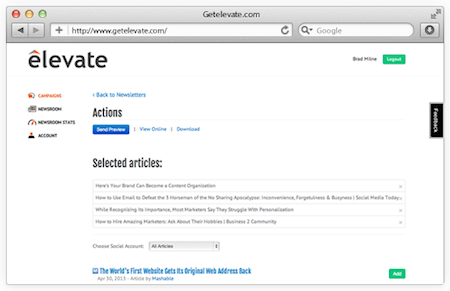 Getelevate.com
http://www.getelevate.com/
Google
élevate
Brad Milne
Logout
CAMPAIGNS
NEWSROOM
NEWSROOM STATS
ACCOUNT
‹ Back to Newsletters
Actions
Send Preview | View Online | Download
Feedback
Selected articles:
Here's Your Brand Can Become a Content Organization ×
How to Use Email to Defeat the 3 Horsemen of the No Sharing Apocalypse: Inconvenience, Forgetfulness & Busyness | Social Media Today... ×
While Recognizing Its Importance, Most Marketers Say They Struggle With Personalization ×
How to Hire Amazing Marketers: Ask About Their Hobbies | Business 2 Community ×
Choose Social Account: All Articles
The World's First Website Gets Its Original Web Address Back
Apr 30, 2013 - Article by Mashable
Add